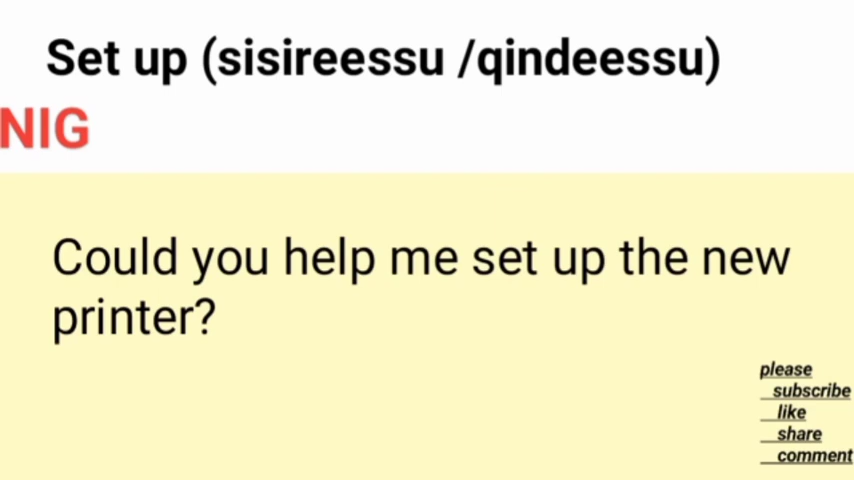 Set up (sisireessu /qindeessu)
NIG
Could you help me set up the new
printer?
please
subscribe
like
share
comment